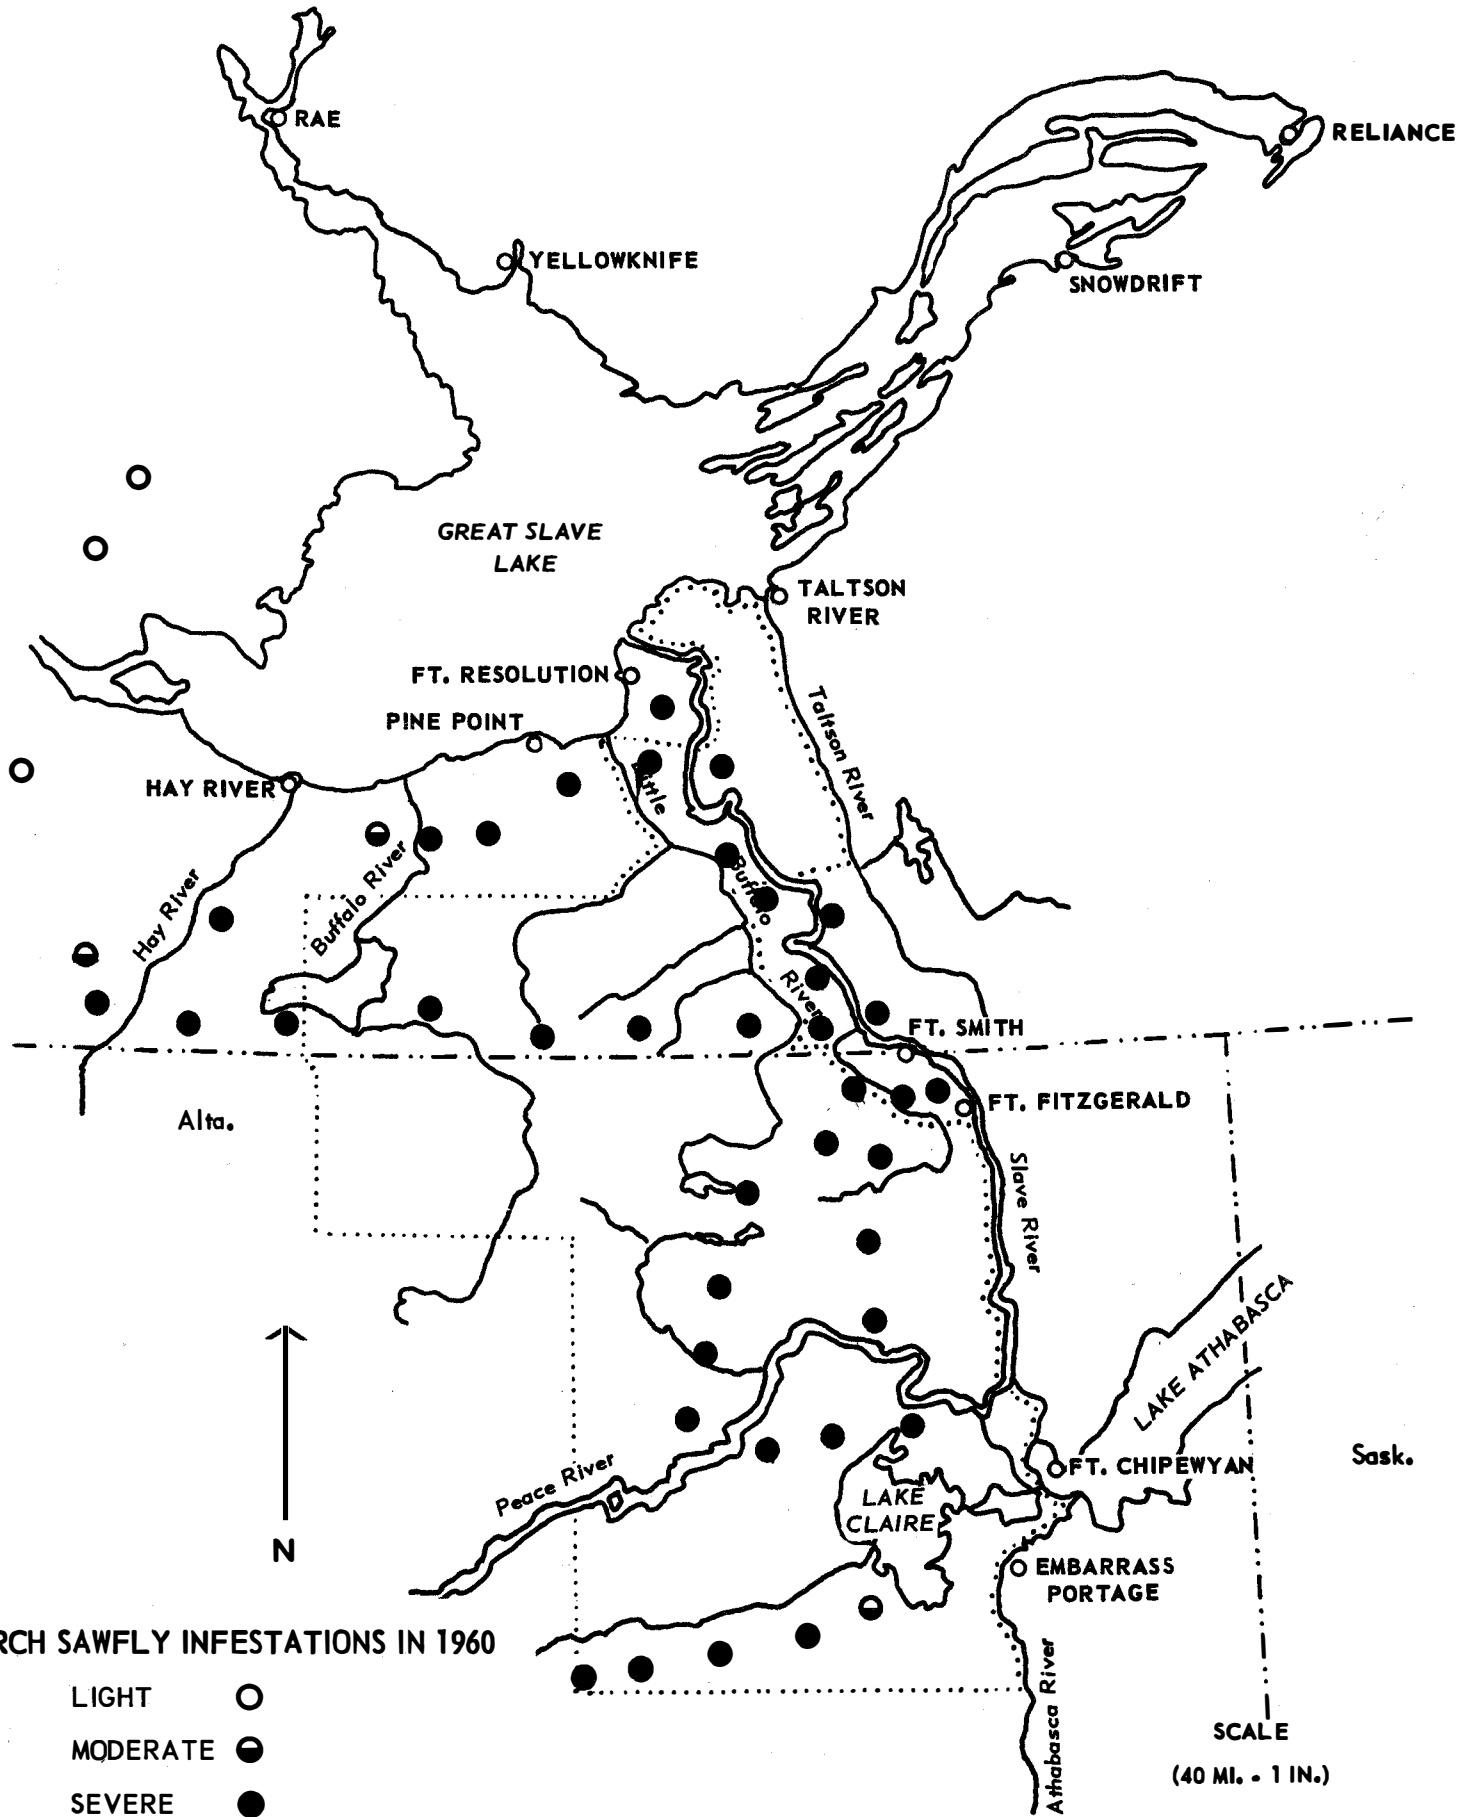 RAE
RELIANCE
YELLOWKNIFE
SNOWDRIFT
GREAT SLAVE
LAKE
TALTSON
RIVER
FT. RESOLUTION
PINE POINT
Taltson River
HAY RIVER
Little
Buffalo
River
Hay River
Buffalo River
FT. SMITH
FT. FITZGERALD
Alta.
Slave River
LAKE ATHABASCA
Peace River
FT. CHIPEWYAN
Sask.
LAKE
CLAIRE
N
EMBARRASS
PORTAGE
RCH SAWFLY INFESTATIONS IN 1960
LIGHT
MODERATE
SEVERE
Athabasca River
SCALE
(40 MI. - 1 IN.)